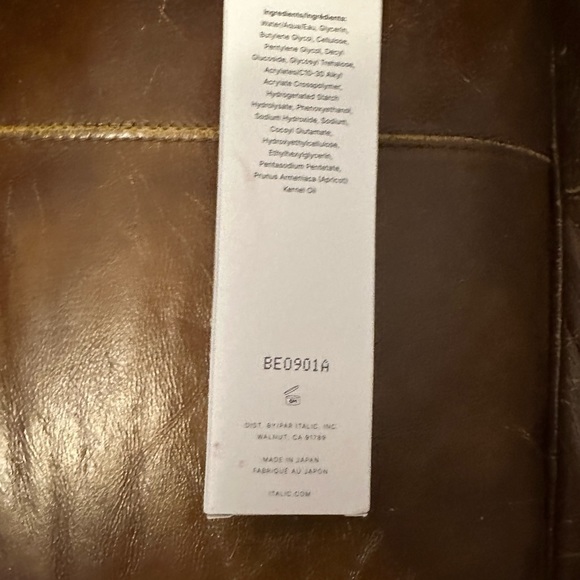 Ingredients/Ingrédients:
Water/Aqua/Eau, Glycerin,
Butylene Glycol, Cellulose,
Pentylene Glycol, Decyl
Glucoside, Glycosyl Trehalose,
Acrylates/C10-30 Alkyl
Acrylate Crosspolymer,
Hydrogenated Starch
Hydrolysate, Phenoxyethanol,
Sodium Hydroxide, Sodium,
Cocoyl Glutamate,
Hydroxyethylcellulose,
Ethylhexylglycerin,
Pentasodium Pentetate,
Prunus Armeniaca (Apricot)
Kernel Oil
BE0901A
6M
DIST. BY/PAR ITALIC, INC.
WALNUT, CA 91789
MADE IN JAPAN
FABRIQUÉ AU JAPON
ITALIC.COM